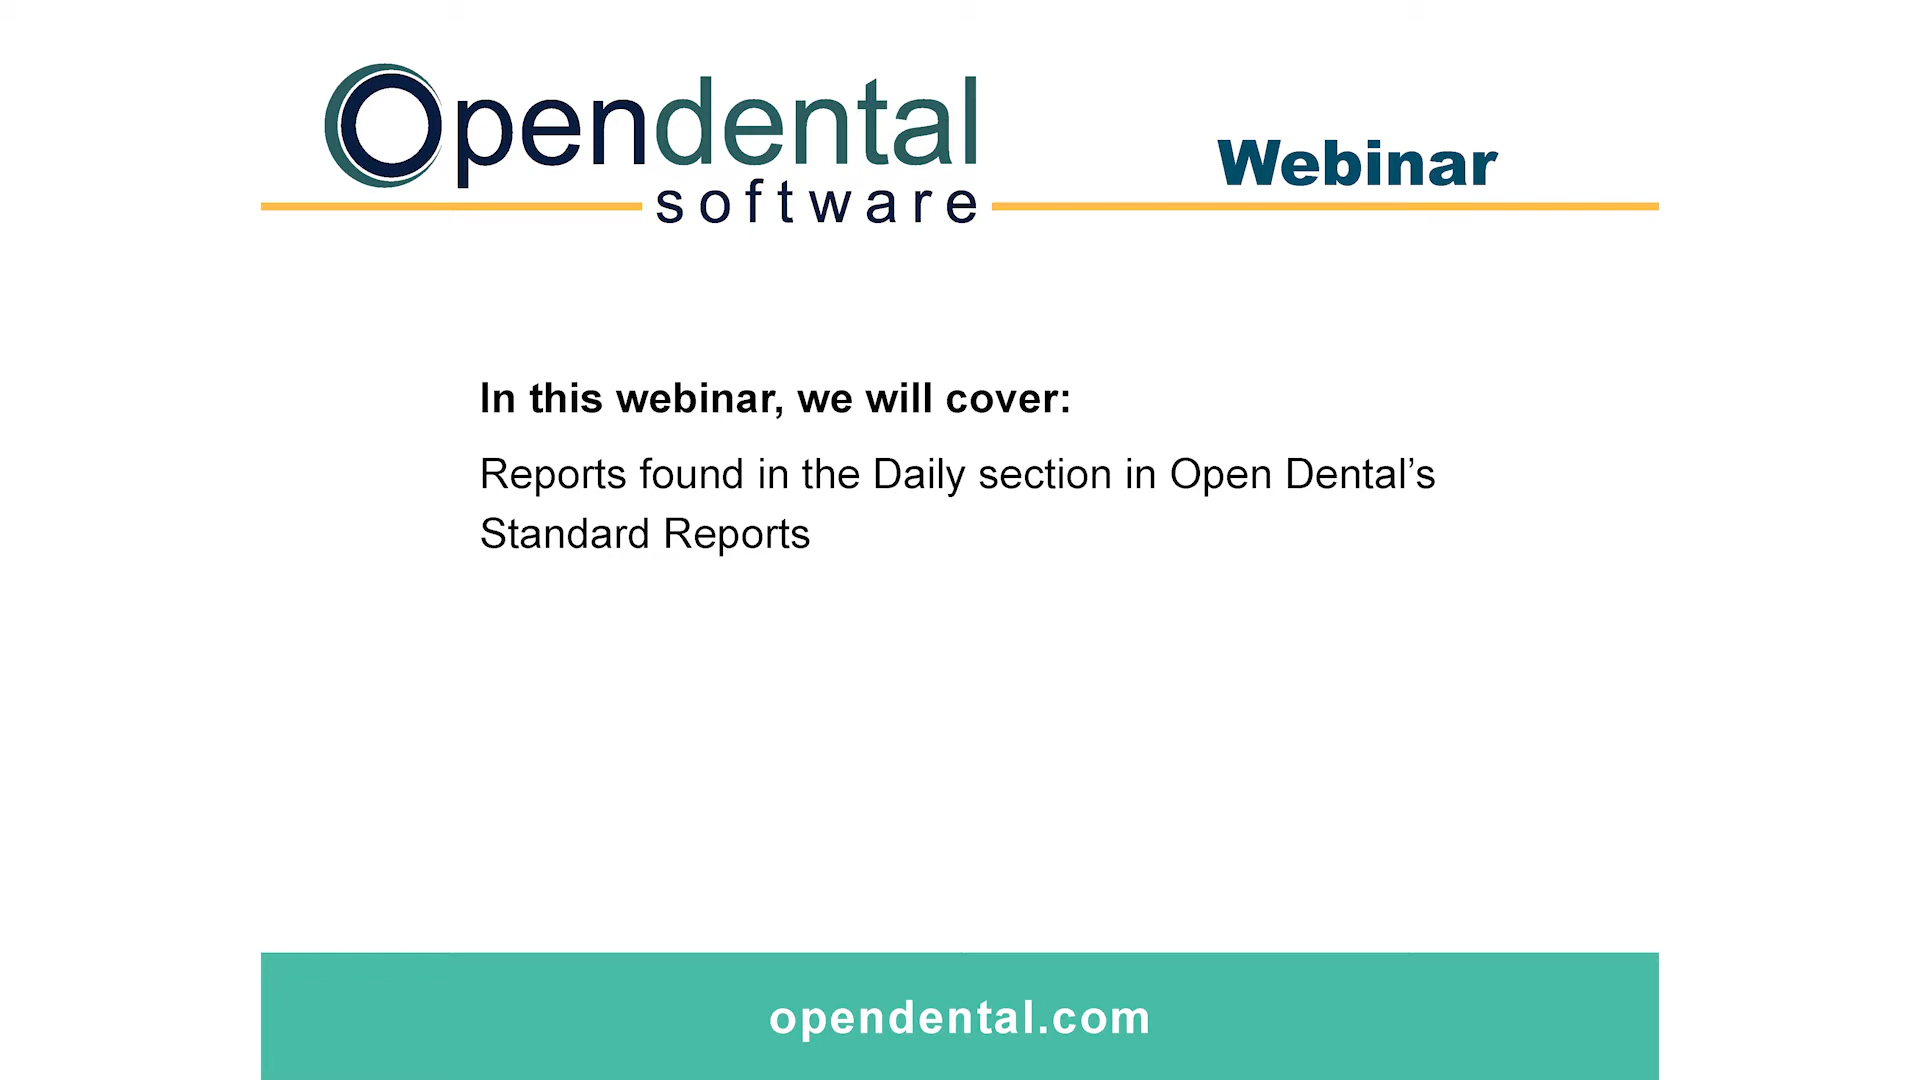 Opendental
software
Webinar
In this webinar, we will cover:
Reports found in the Daily section in Open Dental’s
Standard Reports
opendental.com